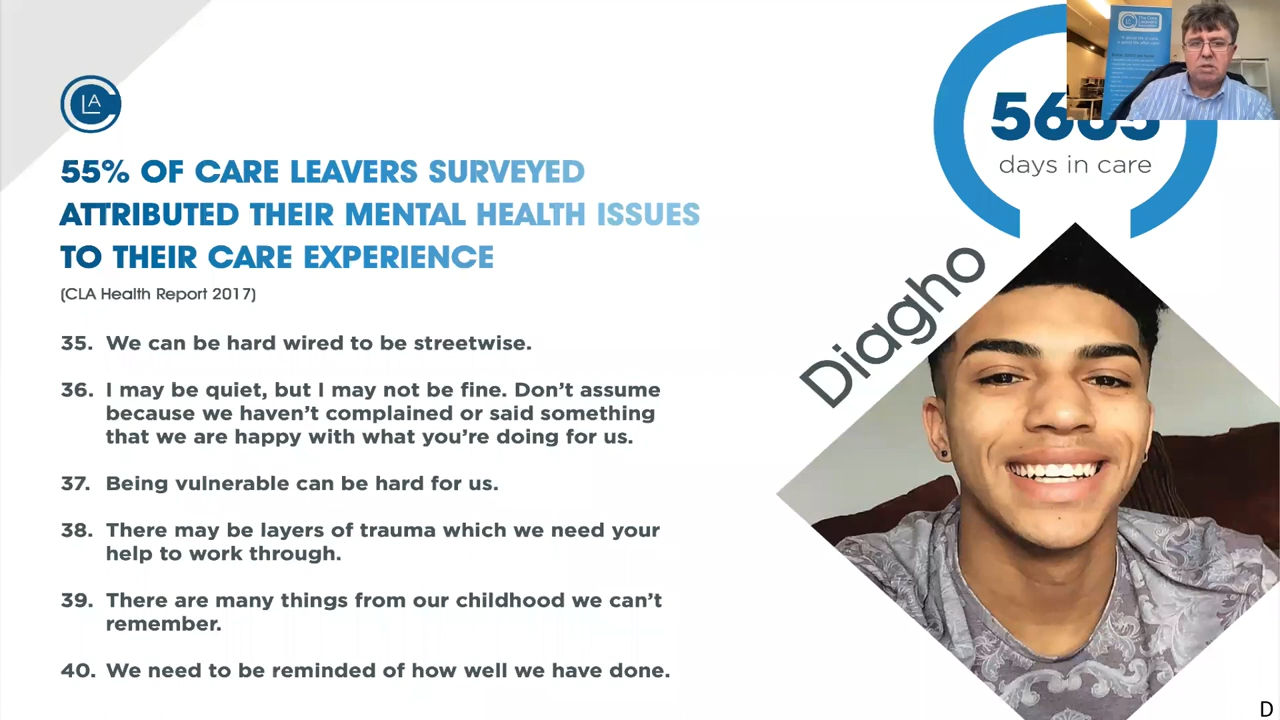 CLA
55% OF CARE LEAVERS SURVEYED
ATTRIBUTED THEIR MENTAL HEALTH ISSUES
TO THEIR CARE EXPERIENCE
(CLA Health Report 2017)
35. We can be hard wired to be streetwise.
36. I may be quiet, but I may not be fine. Don’t assume
because we haven’t complained or said something
that we are happy with what you’re doing for us.
37. Being vulnerable can be hard for us.
38. There may be layers of trauma which we need your
help to work through.
39. There are many things from our childhood we can’t
remember.
40. We need to be reminded of how well we have done.
days in care
Diagho
The Care
Leavers
D